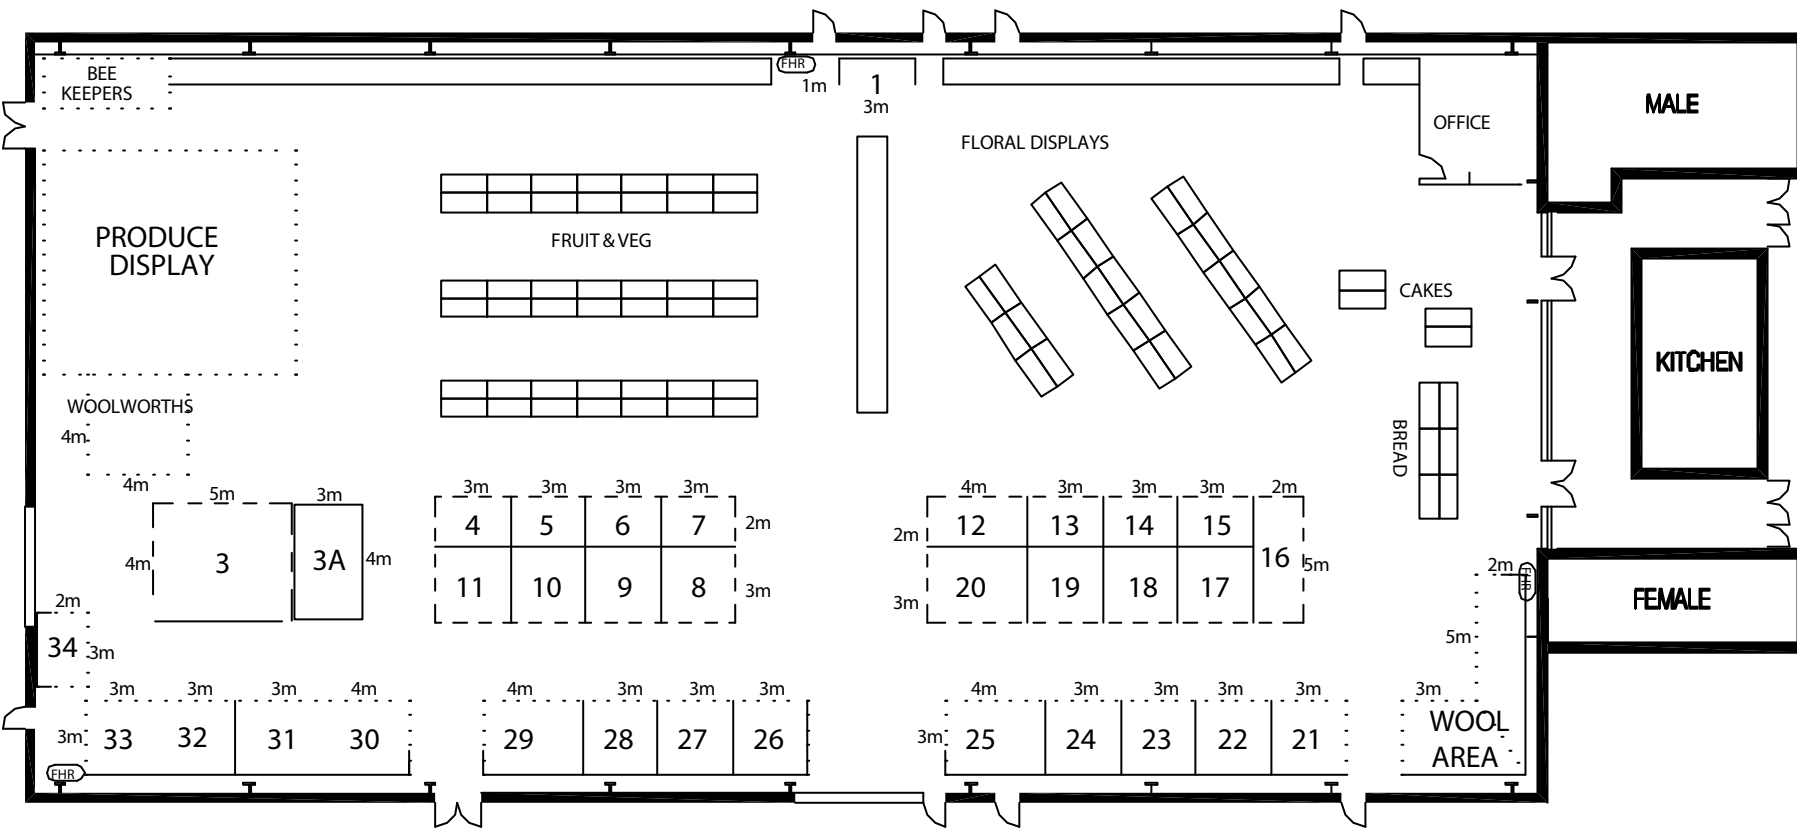 BEE
KEEPERS
FHR
1m
1
3m
OFFICE
MALE
FLORAL DISPLAYS
PRODUCE
DISPLAY
FRUIT & VEG
CAKES
KITCHEN
WOOLWORTHS
4m
4m
BREAD
5m
3m
3m
3m
3m
3m
4m
3m
3m
3m
2m
4m
3
3A
4m
4
5
6
7
2m
2m
12
13
14
15
16
5m
11
10
9
8
3m
3m
20
19
18
17
2m
FHR
FEMALE
2m
34
3m
5m
3m
3m
3m
4m
4m
3m
3m
3m
4m
3m
3m
3m
3m
3m
3m
33
32
31
30
29
28
27
26
3m
25
24
23
22
21
WOOL
AREA
FHR